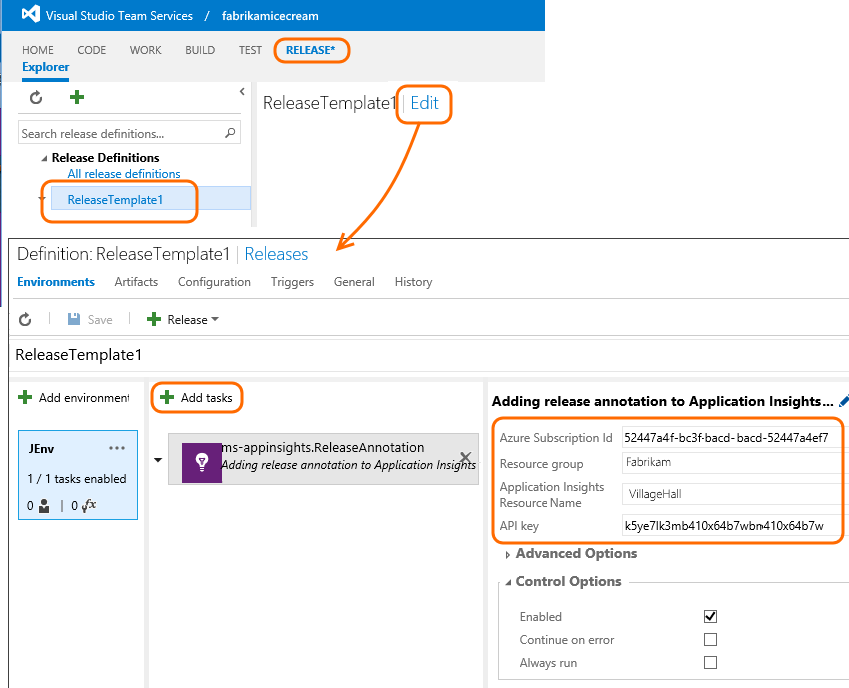 Visual Studio Team Services / fabrikamicecream
HOME CODE WORK BUILD TEST RELEASE*
Explorer
ReleaseTemplate1 | Edit
Search release definitions...
Release Definitions
All release definitions
ReleaseTemplate1
Definition: ReleaseTemplate1 | Releases
Environments Artifacts Configuration Triggers General History
Save Release
ReleaseTemplate1
Add environment
Add tasks
JEnv ...
1 / 1 tasks enabled
0 | 0 fx
ms-appinsights.ReleaseAnnotation
Adding release annotation to Application Insights
Adding release annotation to Application Insights...
Azure Subscription Id 52447a4f-bc3f-bacd-bacd-52447a4ef7
Resource group Fabrikam
Application Insights
Resource Name VillageHall
API key k5ye7lk3mb410x64b7wbn410x64b7w
Advanced Options
Control Options
Enabled
Continue on error
Always run